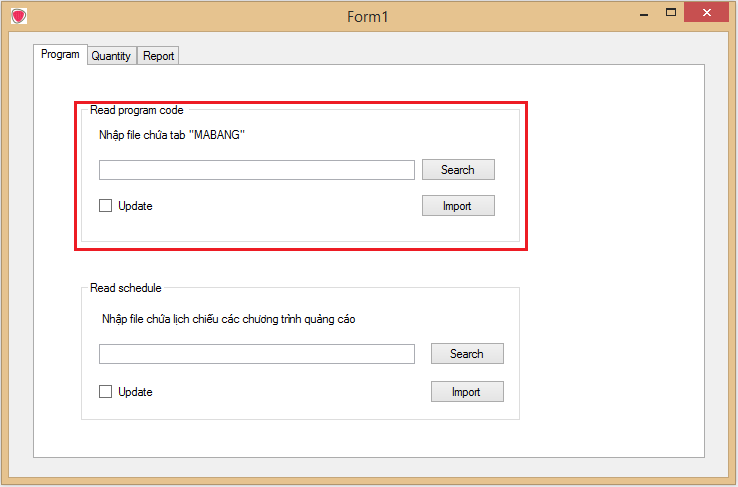 Form1
Program Quantity Report
Read program code
Nhập file chứa tab "MABANG"
Search
Update Import
Read schedule
Nhập file chứa lịch chiếu các chương trình quảng cáo
Search
Update Import